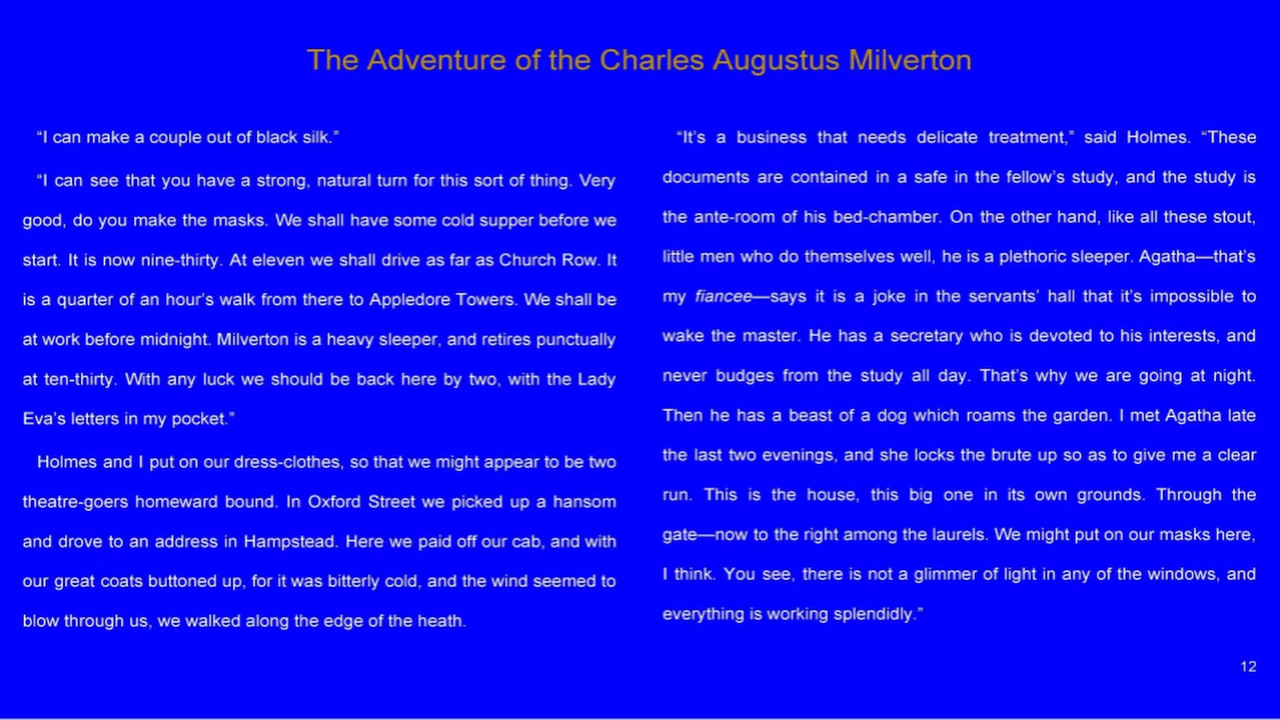 The Adventure of the Charles Augustus Milverton
“I can make a couple out of black silk.”
“I can see that you have a strong, natural turn for this sort of thing. Very
good, do you make the masks. We shall have some cold supper before we
start. It is now nine-thirty. At eleven we shall drive as far as Church Row. It
is a quarter of an hour’s walk from there to Appledore Towers. We shall be
at work before midnight. Milverton is a heavy sleeper, and retires punctually
at ten-thirty. With any luck we should be back here by two, with the Lady
Eva’s letters in my pocket.”
Holmes and I put on our dress-clothes, so that we might appear to be two
theatre-goers homeward bound. In Oxford Street we picked up a hansom
and drove to an address in Hampstead. Here we paid off our cab, and with
our great coats buttoned up, for it was bitterly cold, and the wind seemed to
blow through us, we walked along the edge of the heath.
“It’s a business that needs delicate treatment,” said Holmes. “These
documents are contained in a safe in the fellow’s study, and the study is
the ante-room of his bed-chamber. On the other hand, like all these stout,
little men who do themselves well, he is a plethoric sleeper. Agatha—that’s
my fiancee—says it is a joke in the servants’ hall that it’s impossible to
wake the master. He has a secretary who is devoted to his interests, and
never budges from the study all day. That’s why we are going at night.
Then he has a beast of a dog which roams the garden. I met Agatha late
the last two evenings, and she locks the brute up so as to give me a clear
run. This is the house, this big one in its own grounds. Through the
gate—now to the right among the laurels. We might put on our masks here,
I think. You see, there is not a glimmer of light in any of the windows, and
everything is working splendidly.”
12